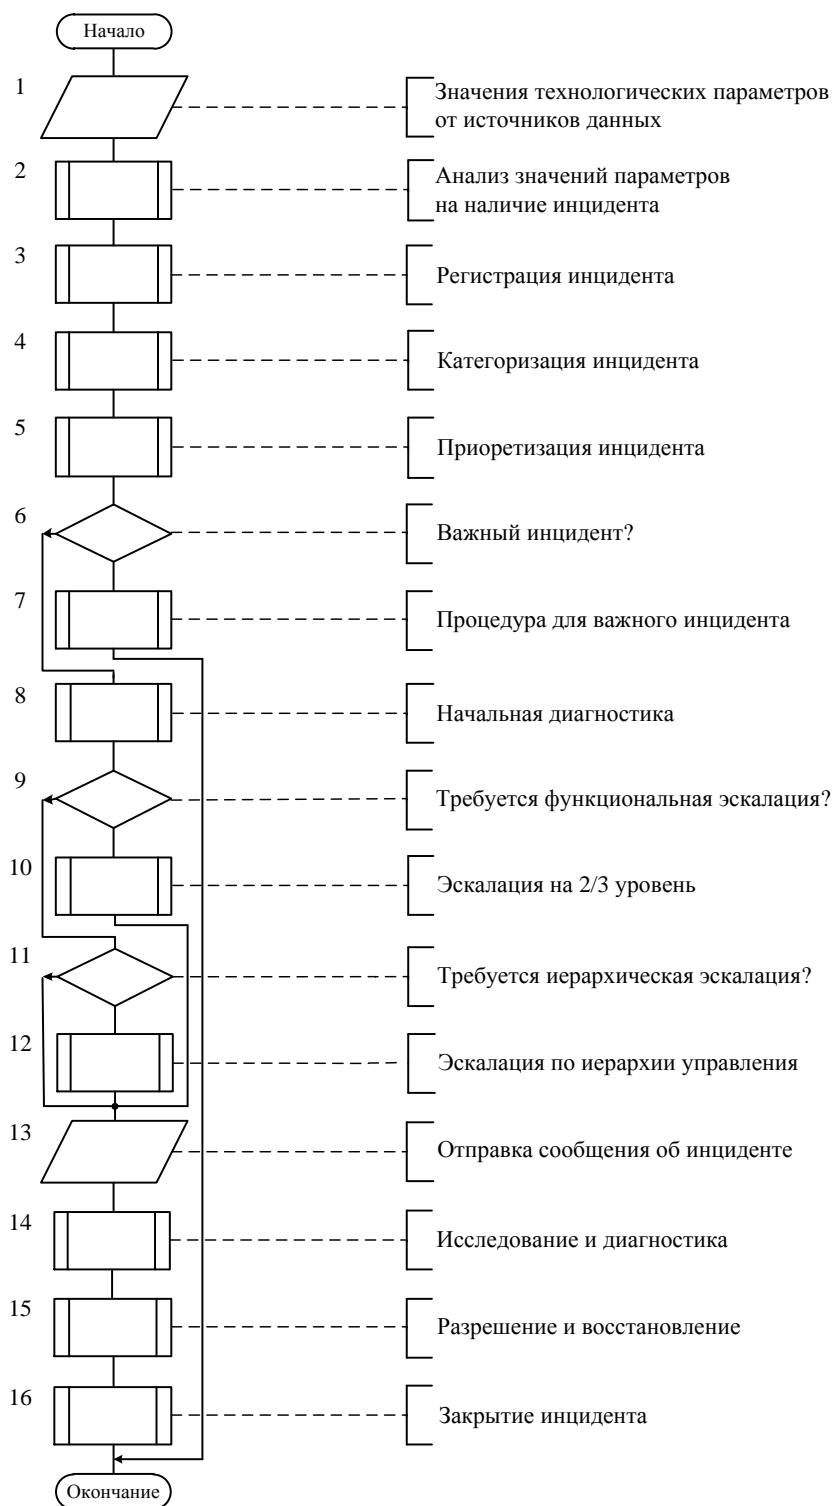 Начало
1
Значения технологических параметров
от источников данных
2
Анализ значений параметров
на наличие инцидента
3
Регистрация инцидента
4
Категоризация инцидента
5
Приоретизация инцидента
6
Важный инцидент?
7
Процедура для важного инцидента
8
Начальная диагностика
9
Требуется функциональная эскалация?
10
Эскалация на 2/3 уровень
11
Требуется иерархическая эскалация?
12
Эскалация по иерархии управления
13
Отправка сообщения об инциденте
14
Исследование и диагностика
15
Разрешение и восстановление
16
Закрытие инцидента
Окончание